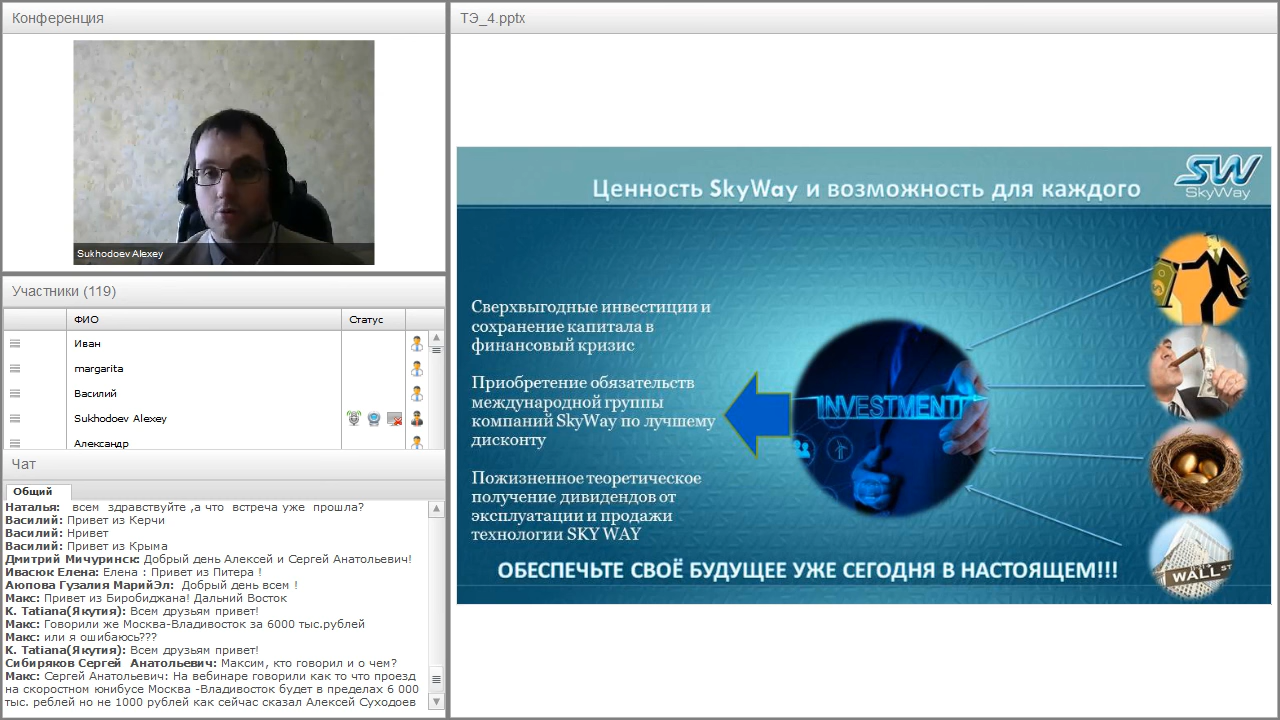 Конференция
Sukhodoev Alexey
Участники (119)
ФИО
Статус
Иван
margarita
Василий
Sukhodoev Alexey
Александр
Чат
Общий
Наталья: всем здравствуйте ,а что встреча уже прошла?
Василий: Привет из Керчи
Василий: Нривет
Василий: Привет из Крыма
Дмитрий Мичуринск: Добрый день Алексей и Сергей Анатольевич!
Ивасюк Елена: Елена : Привет из Питера !
Аюпова Гузалия МарийЭл: Добрый день всем !
Макс: Привет из Биробиджана! Дальний Восток
К. Tatiana(Якутия): Всем друзьям привет!
Макс: Говорили же Москва-Владивосток за 6000 тыс.рублей
Макс: или я ошибаюсь???
К. Tatiana(Якутия): Всем друзьям привет!
Сибиряков Сергей Анатольевич: Максим, кто говорил и о чем?
Макс: Сергей Анатольевич: На вебинаре говорили как то что проезд
на скоростном юнибусе Москва -Владивосток будет в пределах 6 000
тыс. реблей но не 1000 рублей как сейчас сказал Алексей Суходоев
ТЭ_4.pptx
Ценность SkyWay и возможность для каждого
SW
SkyWay
Сверхвыгодные инвестиции и
сохранение капитала в
финансовый кризис
Приобретение обязательств
международной группы
компаний SkyWay по лучшему
дисконту
Пожизненное теоретическое
получение дивидендов от
эксплуатации и продажи
технологии SKY WAY
INVESTMENT
WALL ST
ОБЕСПЕЧЬТЕ СВОЁ БУДУЩЕЕ УЖЕ СЕГОДНЯ В НАСТОЯЩЕМ!!!